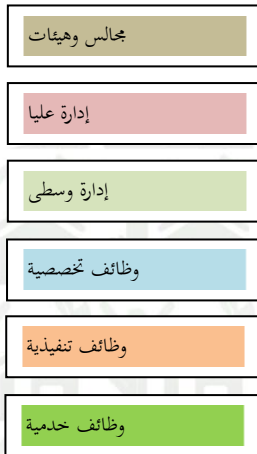 مجالس وهيئات
إدارة عليا
إدارة وسطى
وظائف تخصصية
وظائف تنفيذية
وظائف خدمية